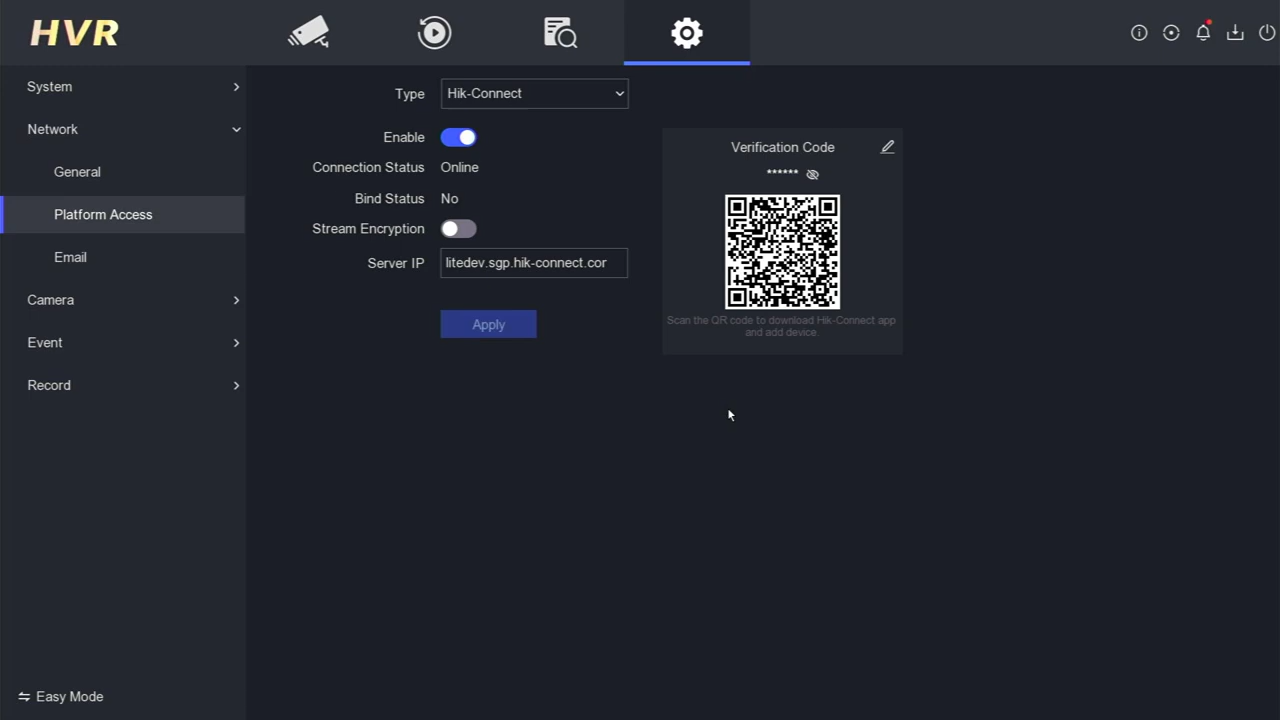 HVR
System
Network
General
Platform Access
Email
Camera
Event
Record
Easy Mode
Type Hik-Connect
Enable
Connection Status Online
Bind Status No
Stream Encryption
Server IP litedev.sgp.hik-connect.cor
Apply
Verification Code
******
Scan the QR code to download Hik-Connect app
and add device.